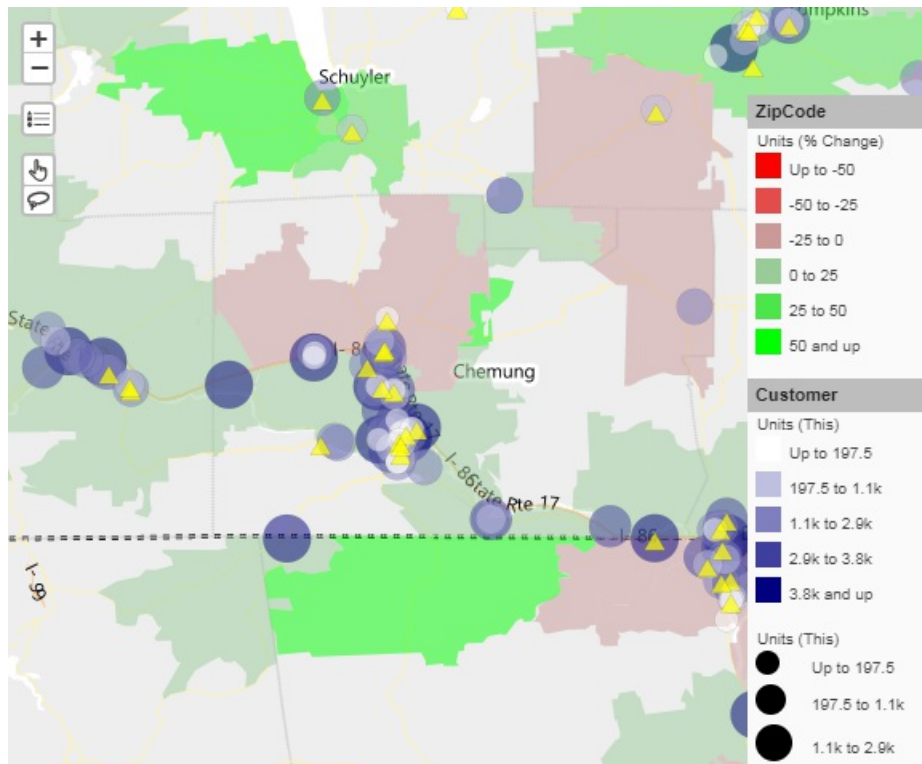 +
−
Schuyler
Tompkins
State
I- 86
Chemung
I- 86 State Rte 17
I- 86
I- 99
ZipCode
Units (% Change)
Up to -50
-50 to -25
-25 to 0
0 to 25
25 to 50
50 and up
Customer
Units (This)
Up to 197.5
197.5 to 1.1k
1.1k to 2.9k
2.9k to 3.8k
3.8k and up
Units (This)
Up to 197.5
197.5 to 1.1k
1.1k to 2.9k